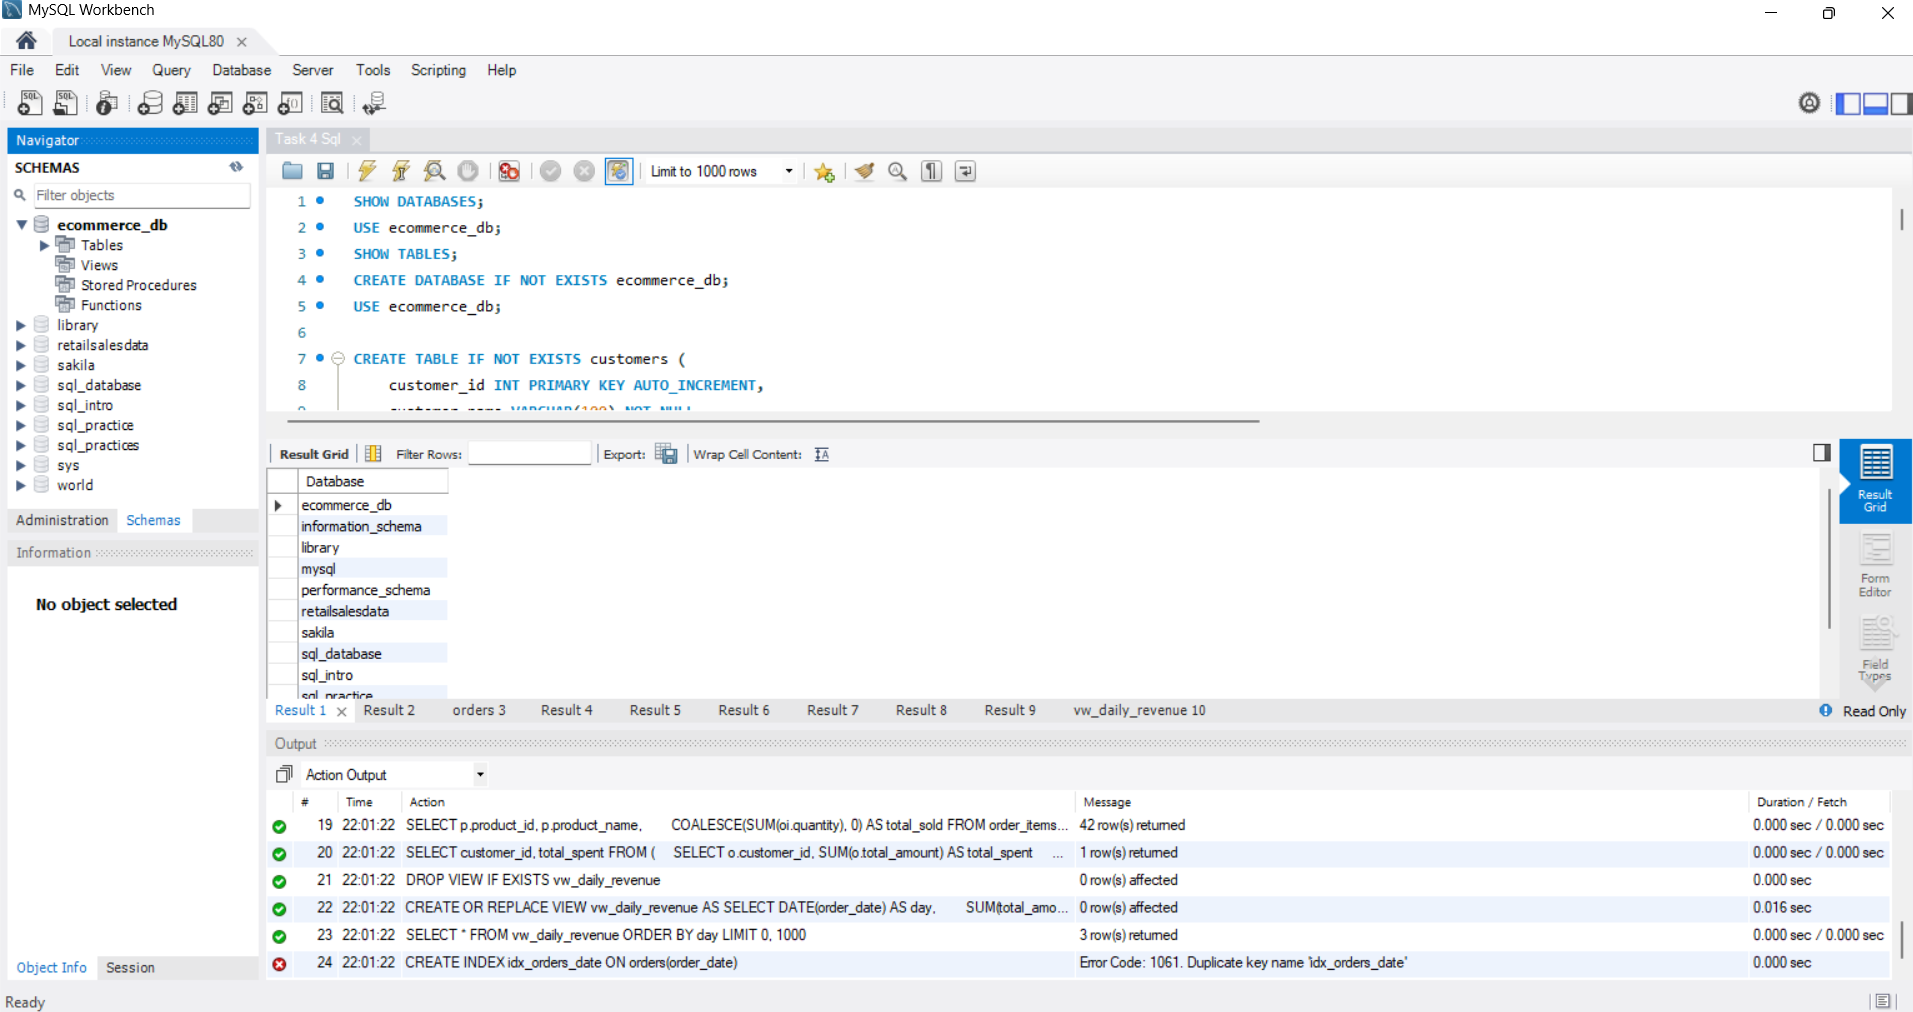 MySQL Workbench
Local instance MySQL80
File Edit View Query Database Server Tools Scripting Help
Navigator
SCHEMAS
Filter objects
ecommerce_db
Tables
Views
Stored Procedures
Functions
library
retailsalesdata
sakila
sql_database
sql_intro
sql_practice
sql_practices
sys
world
Administration Schemas
Information
No object selected
Object Info Session
Task 4 Sql
Limit to 1000 rows
1 SHOW DATABASES;
2 USE ecommerce_db;
3 SHOW TABLES;
4 CREATE DATABASE IF NOT EXISTS ecommerce_db;
5 USE ecommerce_db;
6
7 CREATE TABLE IF NOT EXISTS customers (
8 customer_id INT PRIMARY KEY AUTO_INCREMENT,
9 customer_name VARCHAR(100) NOT NULL
Result Grid Filter Rows: Export: Wrap Cell Content:
Database
ecommerce_db
information_schema
library
mysql
performance_schema
retailsalesdata
sakila
sql_database
sql_intro
sql_practice
Result Grid
Form Editor
Field Types
Result 1 Result 2 orders 3 Result 4 Result 5 Result 6 Result 7 Result 8 Result 9 vw_daily_revenue 10 Read Only
Output
Action Output
# Time Action Message Duration / Fetch
19 22:01:22 SELECT p.product_id, p.product_name, COALESCE(SUM(oi.quantity), 0) AS total_sold FROM order_items... 42 row(s) returned 0.000 sec / 0.000 sec
20 22:01:22 SELECT customer_id, total_spent FROM ( SELECT o.customer_id, SUM(o.total_amount) AS total_spent ... 1 row(s) returned 0.000 sec / 0.000 sec
21 22:01:22 DROP VIEW IF EXISTS vw_daily_revenue 0 row(s) affected 0.000 sec
22 22:01:22 CREATE OR REPLACE VIEW vw_daily_revenue AS SELECT DATE(order_date) AS day, SUM(total_amo... 0 row(s) affected 0.016 sec
23 22:01:22 SELECT * FROM vw_daily_revenue ORDER BY day LIMIT 0, 1000 3 row(s) returned 0.000 sec / 0.000 sec
24 22:01:22 CREATE INDEX idx_orders_date ON orders(order_date) Error Code: 1061. Duplicate key name 'idx_orders_date' 0.000 sec
Ready